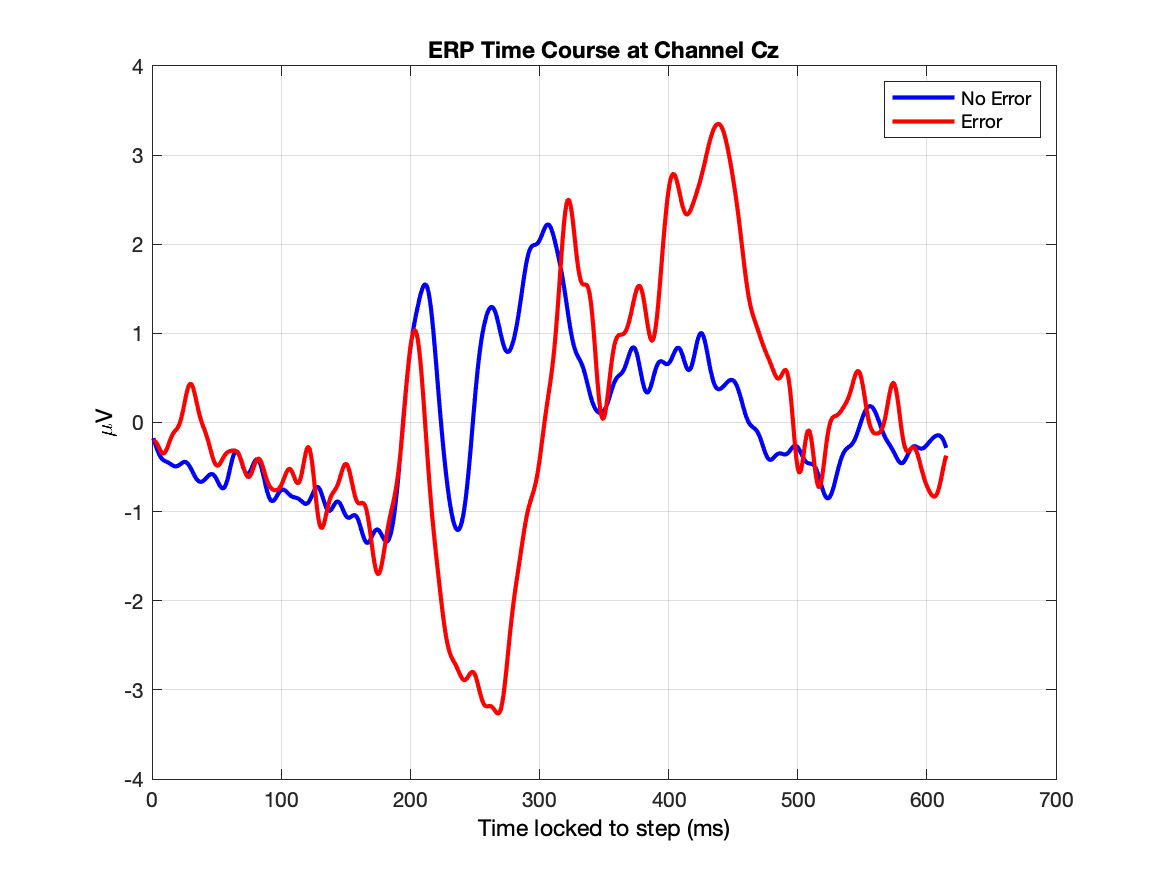 ERP Time Course at Channel Cz
No Error
Error
4
3
2
1
0
-1
-2
-3
-4
μV
0 100 200 300 400 500 600 700
Time locked to step (ms)